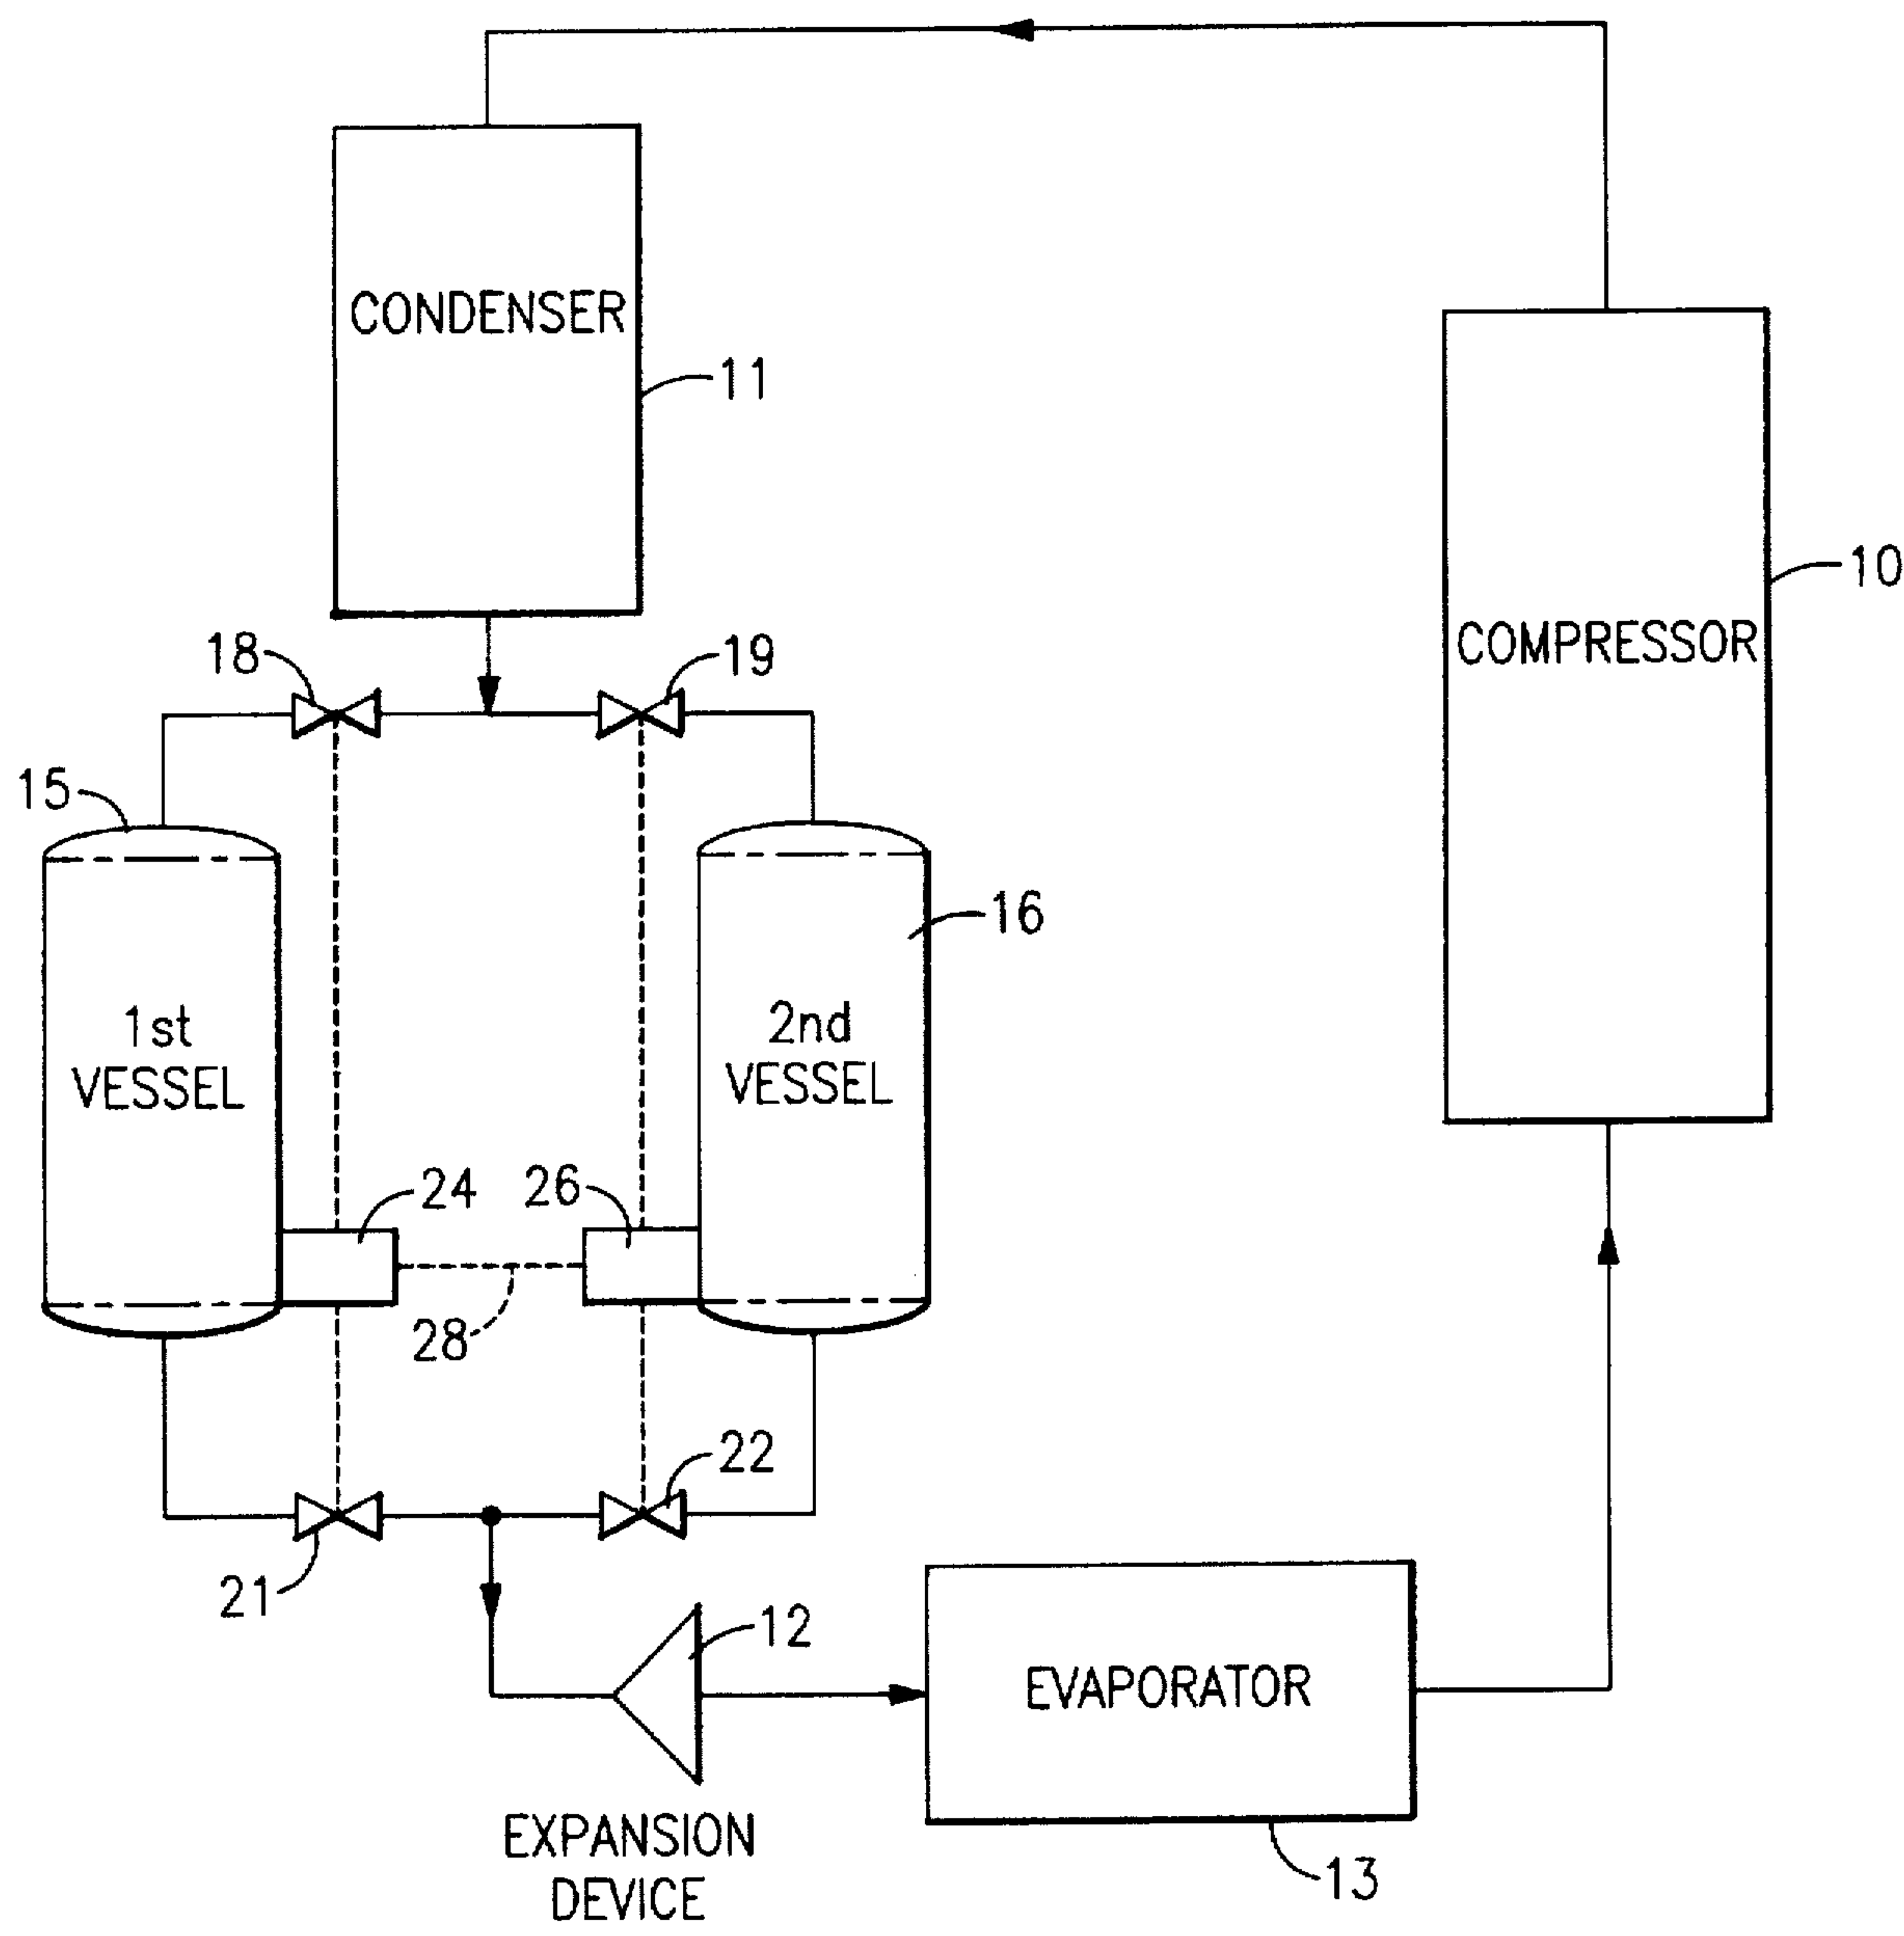 CONDENSER
11
10
COMPRESSOR
18
19
15
16
1st
VESSEL
2nd
VESSEL
24
26
28
22
21
12
EVAPORATOR
EXPANSION
DEVICE
13